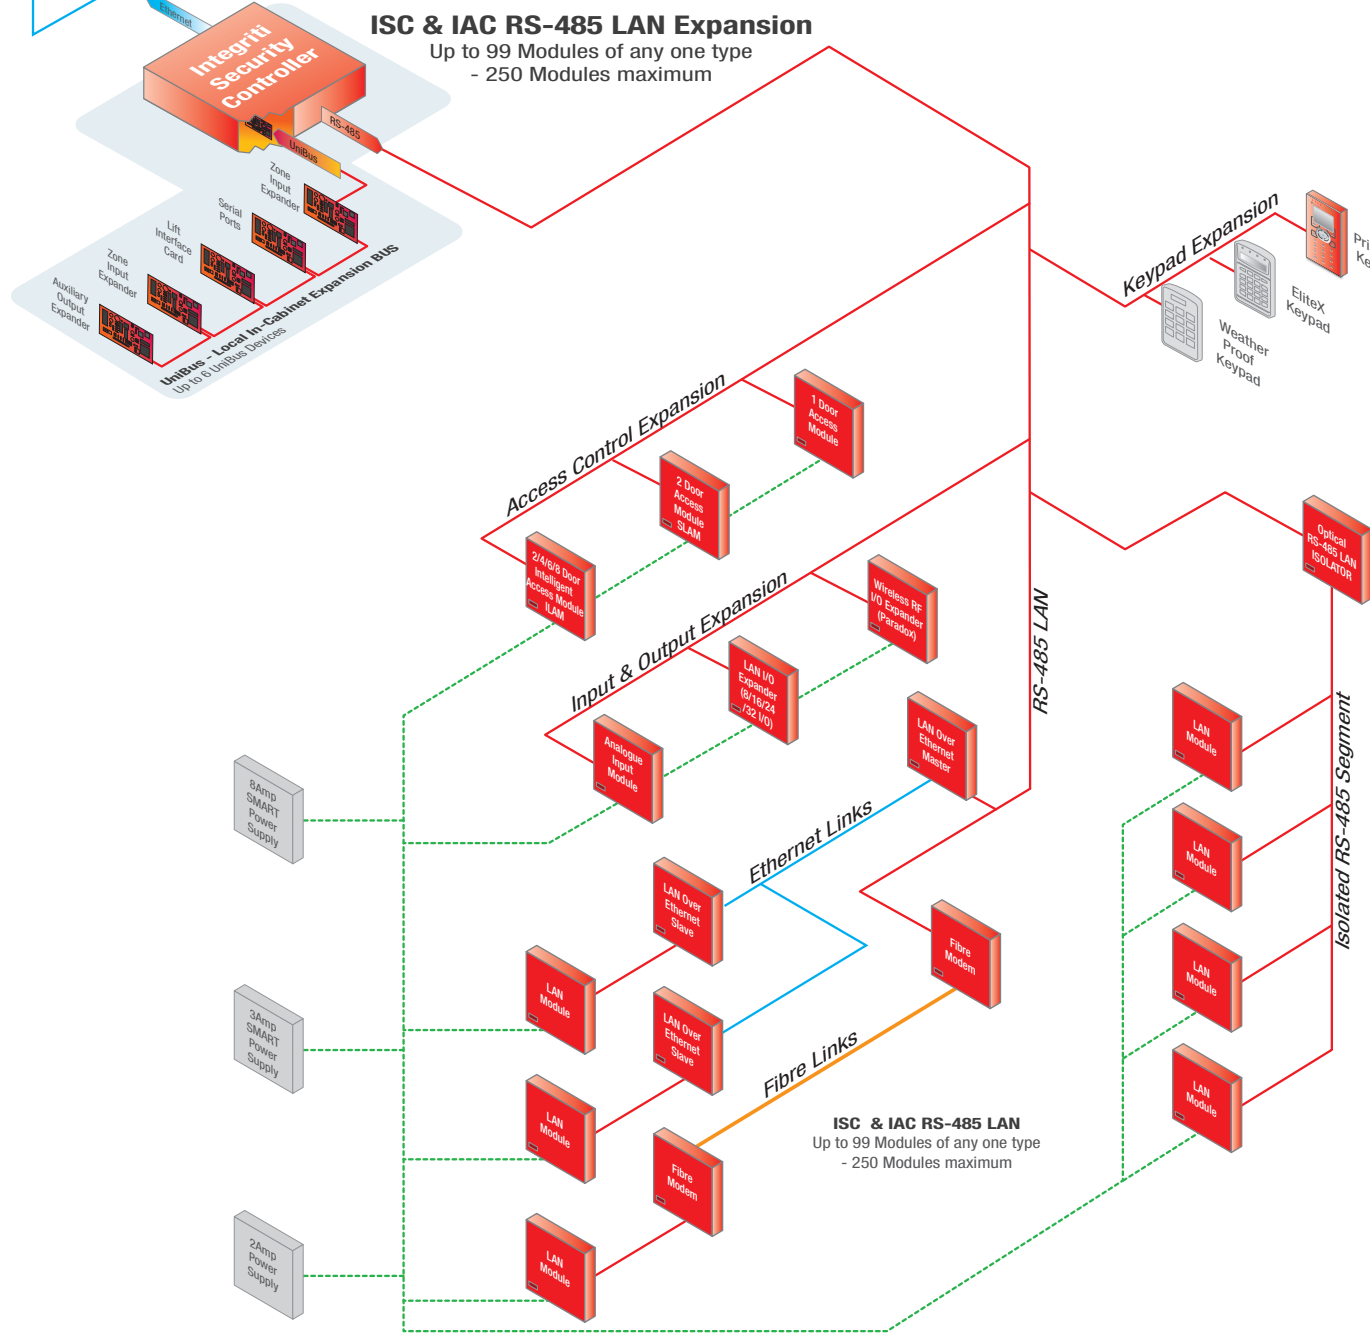 Ethernet
ISC & IAC RS-485 LAN Expansion
Up to 99 Modules of any one type
- 250 Modules maximum
Integriti
Security
Controller
RS-485
UniBus
Zone
Input
Expander
Serial
Ports
Lift
Interface
Card
Zone
Input
Expander
Auxiliary
Output
Expander
UniBus - Local In-Cabinet Expansion BUS
Up to 6 UniBus Devices
Keypad Expansion
EliteX
Keypad
Weather
Proof
Keypad
Access Control Expansion
1 Door
Access
Module
2 Door
Access
Module
SLAM
2/4/6/8 Door
Intelligent
Access Module
ILAM
Input & Output Expansion
Wireless RF
I/O Expander
(Paradox)
LAN I/O
Expander
(8/16/24
/32 I/O)
Analogue
Input
Module
RS-485 LAN
Optical
RS-485 LAN
ISOLATOR
Isolated RS-485 Segment
LAN
Module
LAN
Module
LAN
Module
LAN
Module
LAN Over
Ethernet
Master
Ethernet Links
LAN Over
Ethernet
Slave
LAN
Module
LAN Over
Ethernet
Slave
LAN
Module
Fibre
Modem
Fibre Links
Fibre
Modem
LAN
Module
8Amp
SMART
Power
Supply
3Amp
SMART
Power
Supply
2Amp
Power
Supply
ISC & IAC RS-485 LAN
Up to 99 Modules of any one type
- 250 Modules maximum